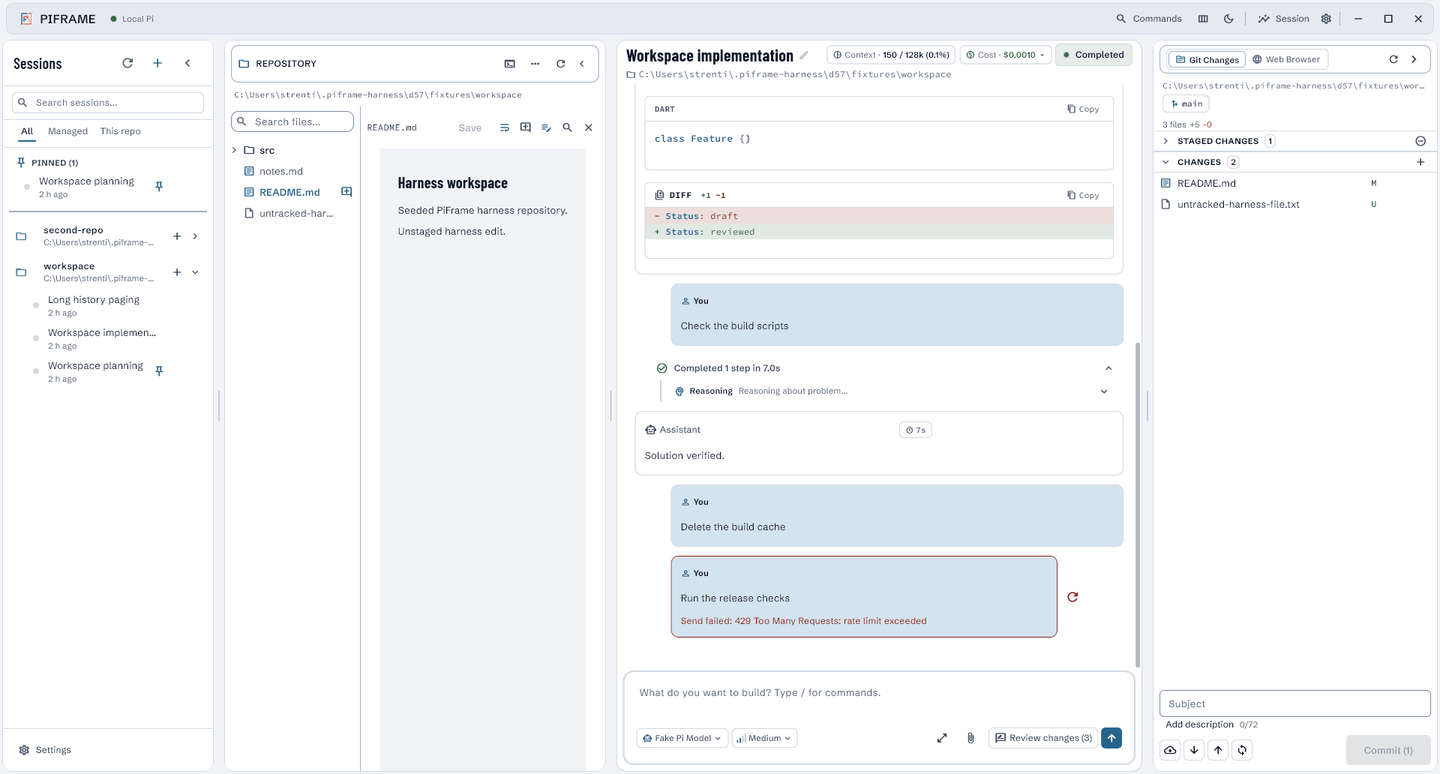 PIFRAME
Local Pi
Commands
Session
Sessions
Search sessions...
All Managed This repo
PINNED (1)
Workspace planning
2 h ago
second-repo
C:\Users\strenti\.piframe-...
workspace
C:\Users\strenti\.piframe-...
Long history paging
2 h ago
Workspace implemen...
2 h ago
Workspace planning
2 h ago
Settings
REPOSITORY
C:\Users\strenti\.piframe-harness\d57\fixtures\workspace
Search files...
src
notes.md
README.md
untracked-har...
README.md
Save
Harness workspace
Seeded PiFrame harness repository.
Unstaged harness edit.
Workspace implementation
Context · 150 / 128k (0.1%)
Cost · $0.0010
Completed
C:\Users\strenti\.piframe-harness\d57\fixtures\workspace
DART
Copy
class Feature {}
DIFF +1 −1
Copy
− Status: draft
+ Status: reviewed
You
Check the build scripts
Completed 1 step in 7.0s
Reasoning Reasoning about problem...
Assistant
7s
Solution verified.
You
Delete the build cache
You
Run the release checks
Send failed: 429 Too Many Requests: rate limit exceeded
What do you want to build? Type / for commands.
Fake Pi Model
Medium
Review changes (3)
Git Changes
Web Browser
C:\Users\strenti\.piframe-harness\d57\fixtures\wor...
main
3 files +5 -0
STAGED CHANGES 1
CHANGES 2
README.md M
untracked-harness-file.txt U
Subject
Add description 0/72
Commit (1)